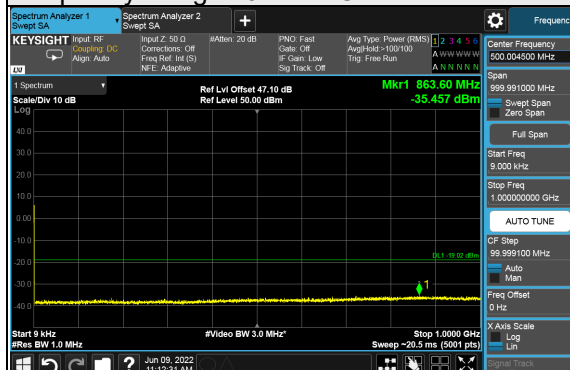 Spectrum Analyzer 1
Swept SA
Spectrum Analyzer 2
Swept SA
+
Frequenc
KEYSIGHT
Input: RF
Coupling: DC
Align: Auto
Input Z: 50 Ω
Corrections: Off
Freq Ref: Int (S)
NFE: Adaptive
#Atten: 20 dB
PNO: Fast
Gate: Off
IF Gain: Low
Sig Track: Off
Avg Type: Power (RMS)
Avg|Hold:>100/100
Trig: Free Run
1 2 3 4 5 6
A W W W W W
A N N N N N
LXI
1 Spectrum
Scale/Div 10 dB
Log
Ref Lvl Offset 47.10 dB
Ref Level 50.00 dBm
Mkr1 863.60 MHz
-35.457 dBm
40.0
30.0
20.0
10.0
0.00
-10.0
-20.0
-30.0
-40.0
DL1 -19.02 dBm
1
Start 9 kHz
#Res BW 1.0 MHz
#Video BW 3.0 MHz*
Stop 1.0000 GHz
Sweep ~20.5 ms (5001 pts)
Center Frequency
500.004500 MHz
Span
999.991000 MHz
Swept Span
Zero Span
Full Span
Start Freq
9.000 kHz
Stop Freq
1.000000000 GHz
AUTO TUNE
CF Step
99.999100 MHz
Auto
Man
Freq Offset
0 Hz
X Axis Scale
Log
Lin
Signal Track
?
Jun 09, 2022